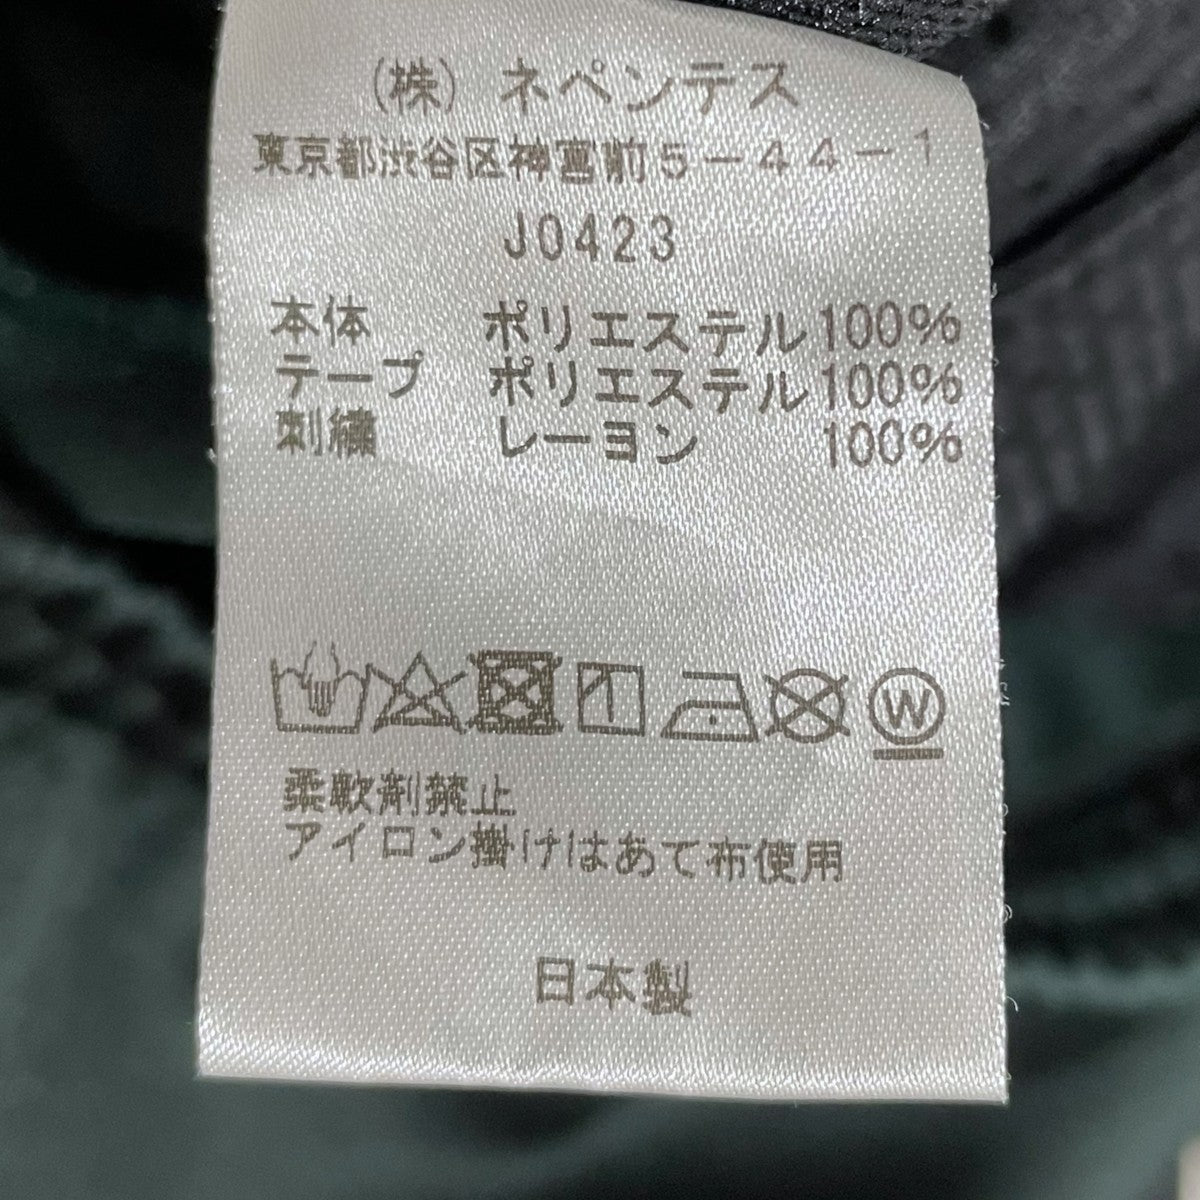 (株) ネペンテス
東京都渋谷区神宮前5-44-1
J0423
本体 ポリエステル100%
テープ ポリエステル100%
刺繍 レーヨン 100%
W
柔軟剤禁止
アイロン掛けはあて布使用
日本製